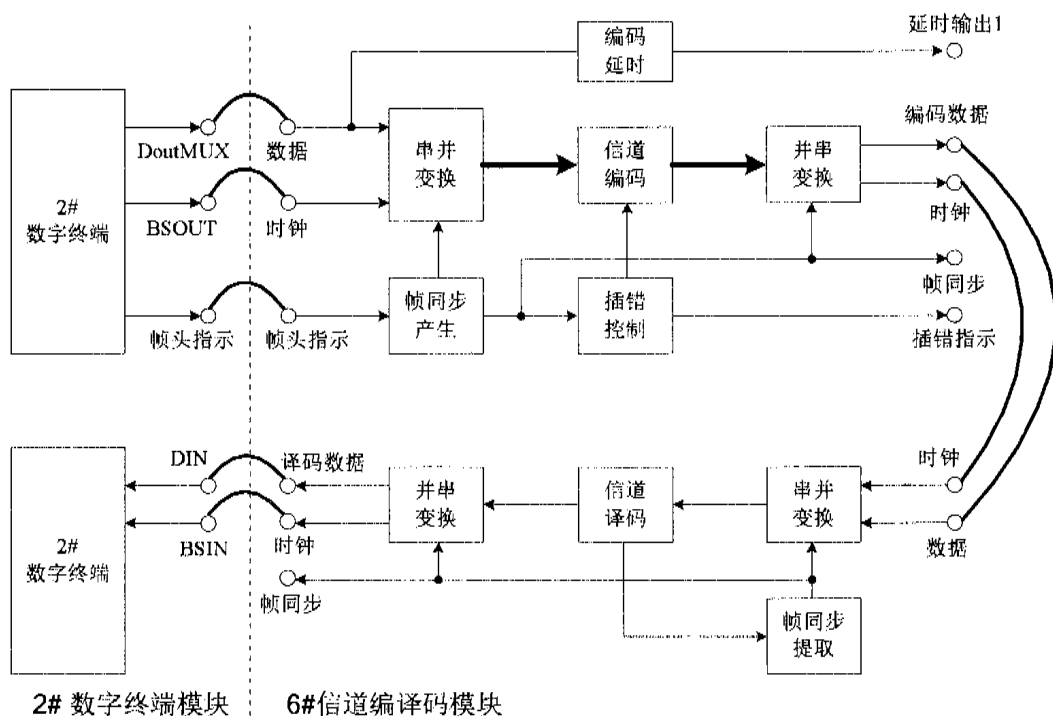 延时输出1
编码
延时
编码数据
2#
数字终端
DoutMUX
数据
串并
变换
信道
编码
并串
变换
BSOUT
时钟
时钟
帧同步
帧头指示
帧头指示
帧同步
产生
插错
控制
插错指示
DIN
译码数据
并串
变换
信道
译码
串并
变换
时钟
2#
数字终端
BSIN
时钟
数据
帧同步
帧同步
提取
2# 数字终端模块
6#信道编译码模块